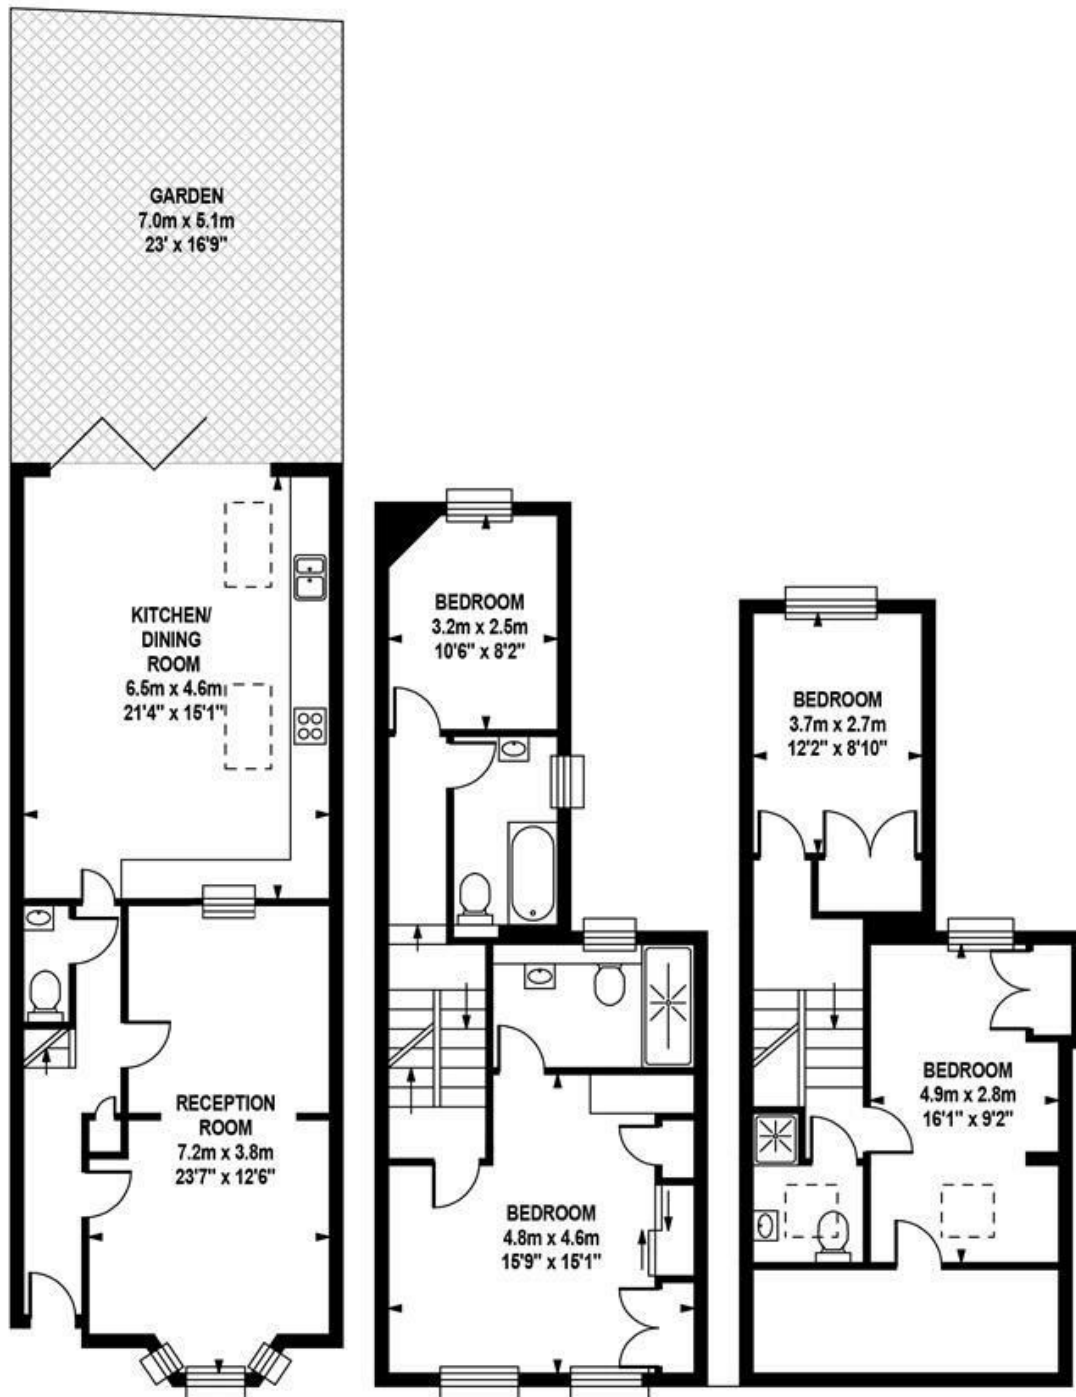 GARDEN
7.0m x 5.1m
23' x 16'9"
KITCHEN/
DINING
ROOM
6.5m x 4.6m
21'4" x 15'1"
RECEPTION
ROOM
7.2m x 3.8m
23'7" x 12'6"
BEDROOM
3.2m x 2.5m
10'6" x 8'2"
BEDROOM
4.8m x 4.6m
15'9" x 15'1"
BEDROOM
3.7m x 2.7m
12'2" x 8'10"
BEDROOM
4.9m x 2.8m
16'1" x 9'2"